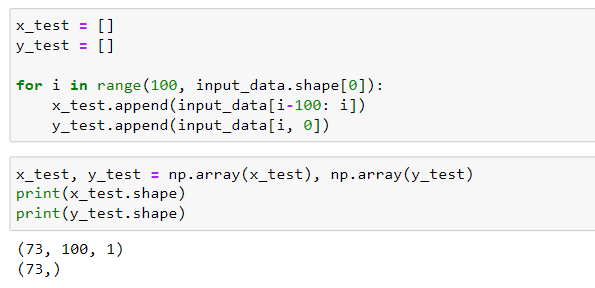 x_test = []
y_test = []
for i in range(100, input_data.shape[0]):
    x_test.append(input_data[i-100: i])
    y_test.append(input_data[i, 0])
x_test, y_test = np.array(x_test), np.array(y_test)
print(x_test.shape)
print(y_test.shape)
(73, 100, 1)
(73,)